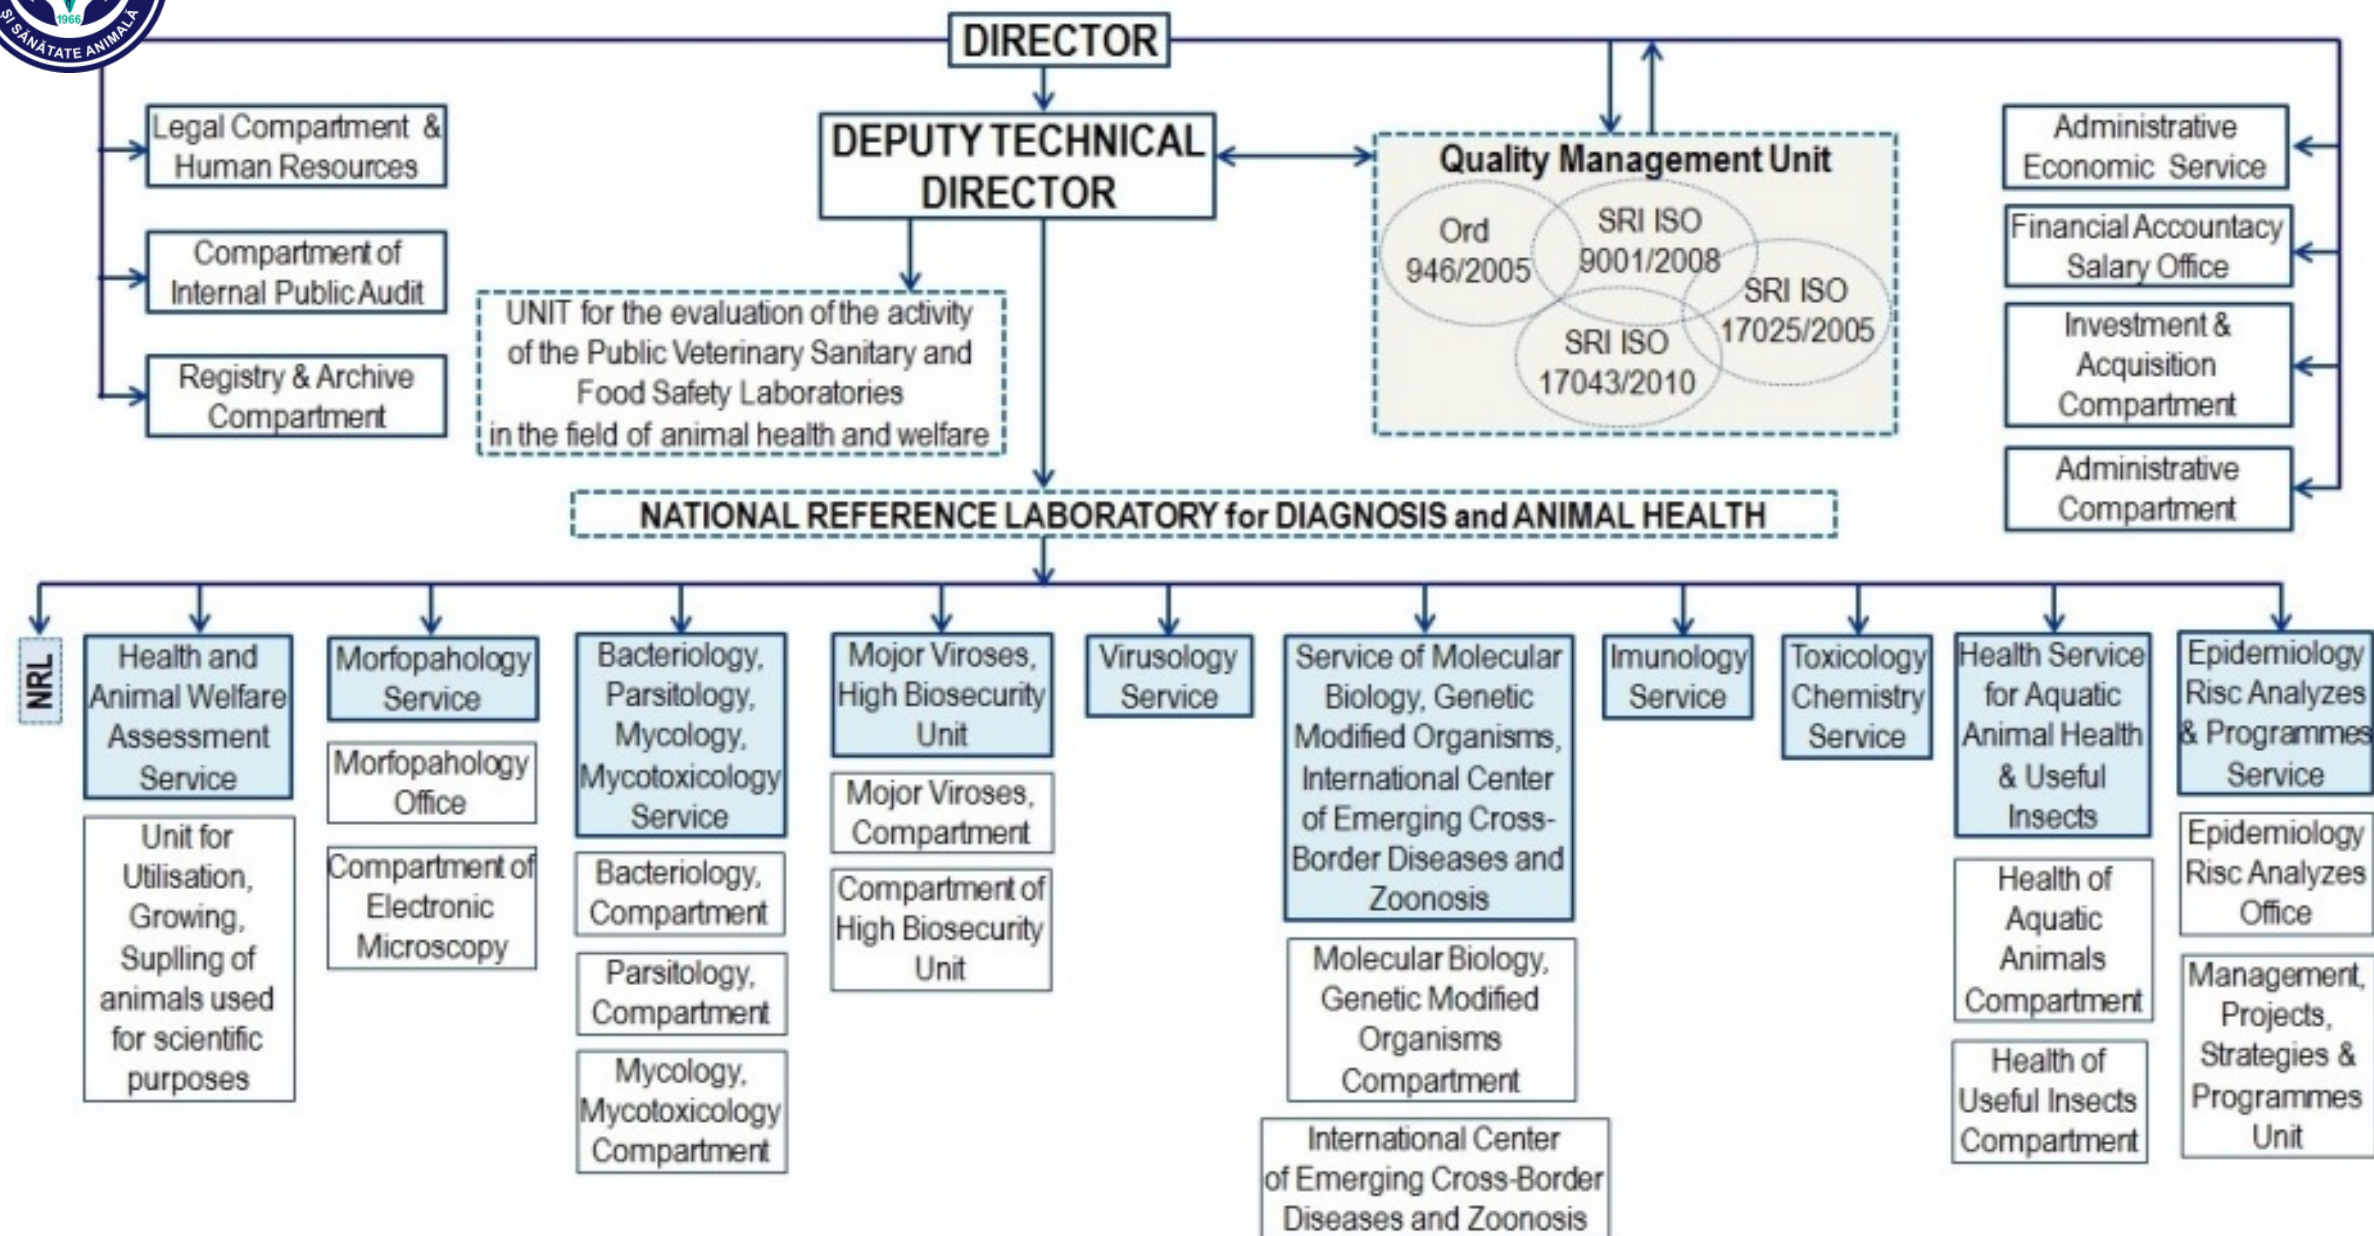 1966
ȘI SĂNĂTATE ANIMALĂ
DIRECTOR
Legal Compartment &
Human Resources
Compartment of
Internal Public Audit
Registry & Archive
Compartment
DEPUTY TECHNICAL
DIRECTOR
UNIT for the evaluation of the activity
of the Public Veterinary Sanitary and
Food Safety Laboratories
in the field of animal health and welfare
Quality Management Unit
Ord
946/2005
SRI ISO
9001/2008
SRI ISO
17025/2005
SRI ISO
17043/2010
Administrative
Economic Service
Financial Accountacy
Salary Office
Investment &
Acquisition
Compartment
Administrative
Compartment
NATIONAL REFERENCE LABORATORY for DIAGNOSIS and ANIMAL HEALTH
NRL
Health and
Animal Welfare
Assessment
Service
Unit for
Utilisation,
Growing,
Suplling of
animals used
for scientific
purposes
Morfopahology
Service
Morfopahology
Office
Compartment of
Electronic
Microscopy
Bacteriology,
Parsitology,
Mycology,
Mycotoxicology
Service
Bacteriology,
Compartment
Parsitology,
Compartment
Mycology,
Mycotoxicology
Compartment
Mojor Viroses,
High Biosecurity
Unit
Mojor Viroses,
Compartment
Compartment of
High Biosecurity
Unit
Virusology
Service
Service of Molecular
Biology, Genetic
Modified Organisms,
International Center
of Emerging Cross-
Border Diseases and
Zoonosis
Molecular Biology,
Genetic Modified
Organisms
Compartment
International Center
of Emerging Cross-Border
Diseases and Zoonosis
Imunology
Service
Toxicology
Chemistry
Service
Health Service
for Aquatic
Animal Health
& Useful
Insects
Health of
Aquatic
Animals
Compartment
Health of
Useful Insects
Compartment
Epidemiology
Risc Analyzes
& Programmes
Service
Epidemiology
Risc Analyzes
Office
Management,
Projects,
Strategies &
Programmes
Unit